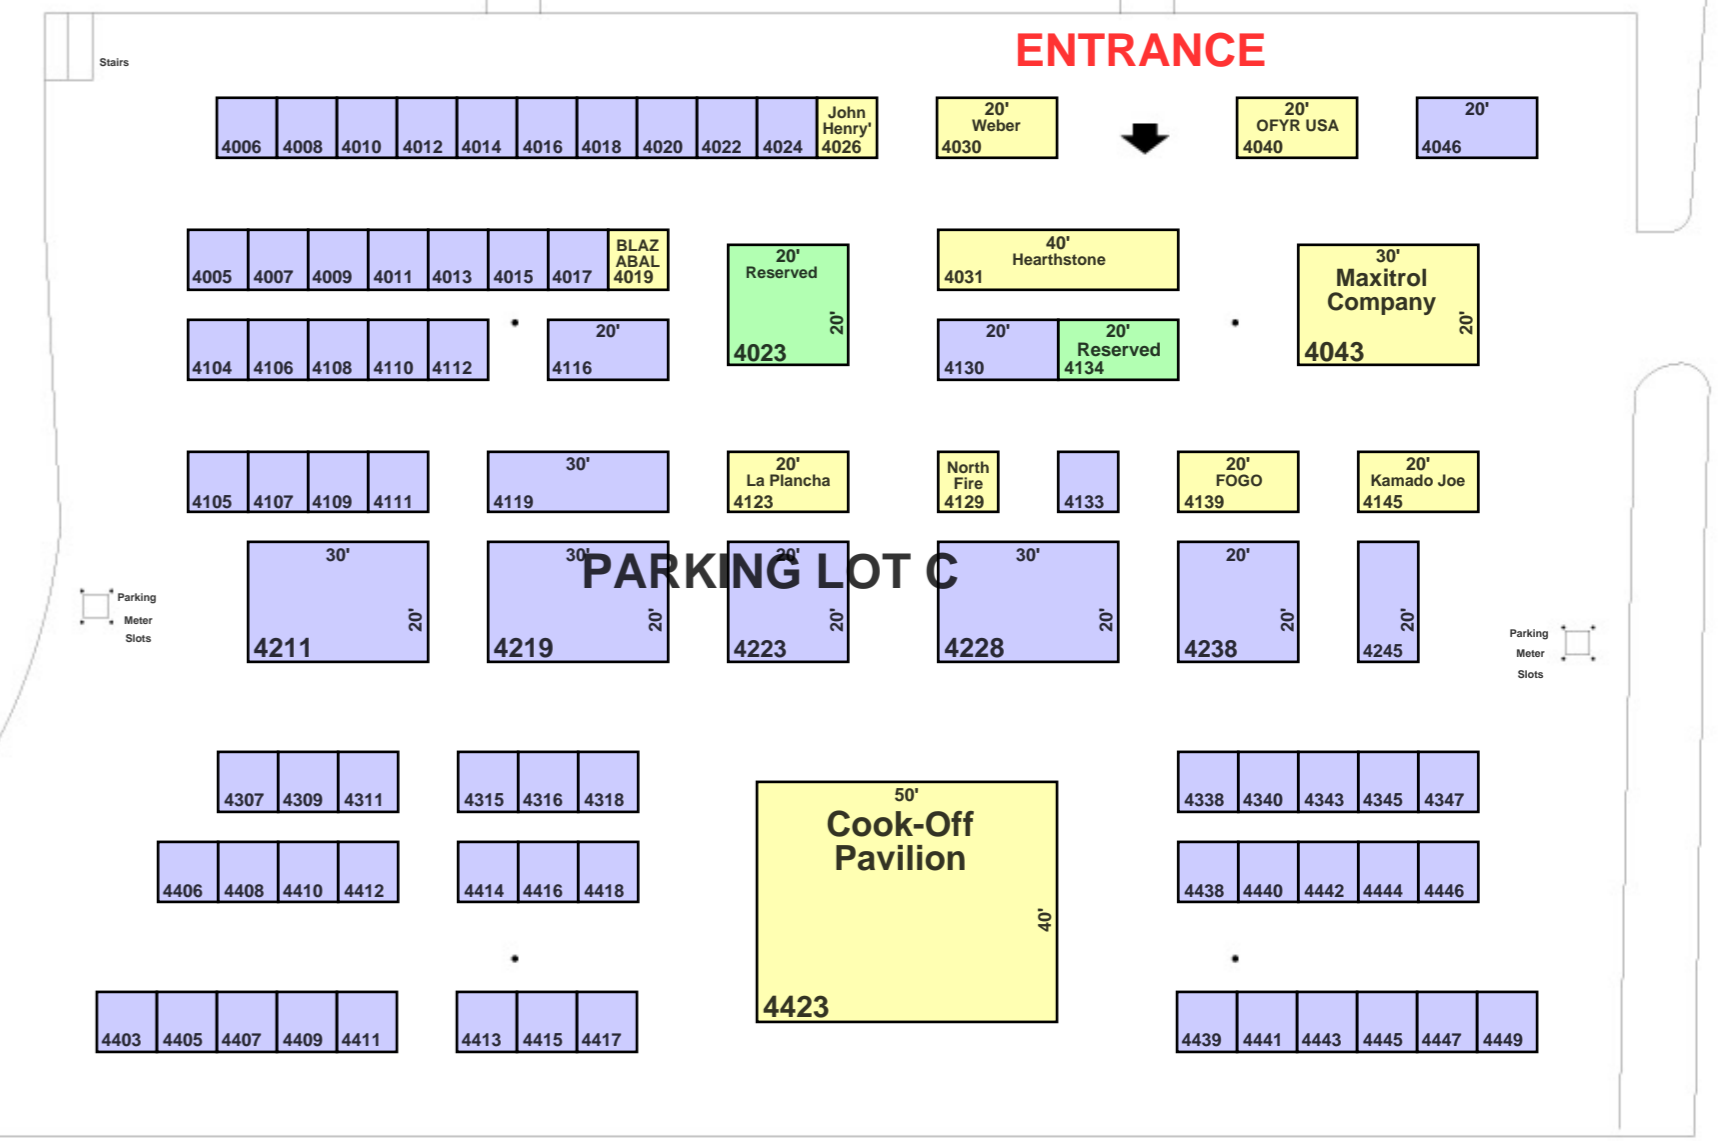 ENTRANCE
Stairs
John
Henry'
4006 4008 4010 4012 4014 4016 4018 4020 4022 4024 4026
20'
Weber
4030
20'
OFYR USA
4040
20'
4046
BLAZ
ABAL
4005 4007 4009 4011 4013 4015 4017 4019
20'
Reserved
20'
4023
40'
Hearthstone
4031
30'
Maxitrol
Company
20'
4043
4104 4106 4108 4110 4112
20'
4116
20'
4130
20'
Reserved
4134
4105 4107 4109 4111
30'
4119
20'
La Plancha
4123
North
Fire
4129
4133
20'
FOGO
4139
20'
Kamado Joe
4145
PARKING LOT C
30'
20'
4211
30'
20'
4219
20'
20'
4223
30'
20'
4228
20'
20'
4238
20'
4245
Parking
Meter
Slots
Parking
Meter
Slots
4307 4309 4311
4315 4316 4318
4338 4340 4343 4345 4347
50'
Cook-Off
Pavilion
40'
4423
4406 4408 4410 4412
4414 4416 4418
4438 4440 4442 4444 4446
4403 4405 4407 4409 4411
4413 4415 4417
4439 4441 4443 4445 4447 4449